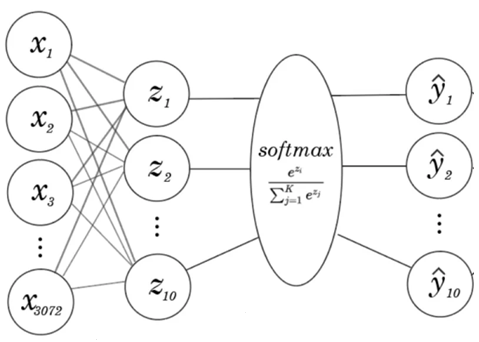 x₁
x₂
x₃
⋮
x₃₀₇₂
z₁
z₂
⋮
z₁₀
softmax
e^{z_i} / ∑_{j=1}^{K} e^{z_j}
ŷ₁
ŷ₂
⋮
ŷ₁₀